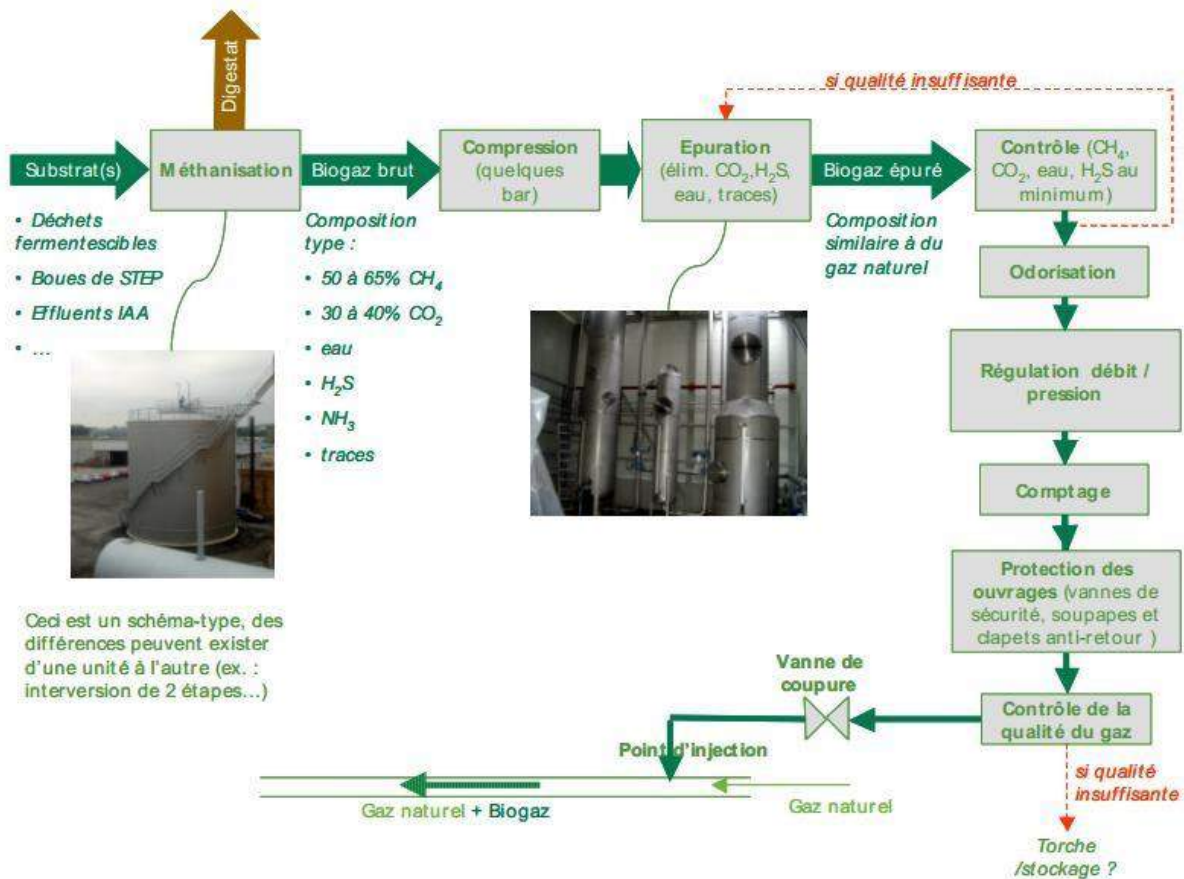 Digestat
si qualité insuffisante
Substrat(s)
Méthanisation
Biogaz brut
Compression
(quelques
bar)
Epuration
(élim. CO2,H2S,
eau, traces)
Biogaz épuré
Contrôle (CH4,
CO2, eau, H2S au
minimum)
• Déchets
fermentescibles
• Boues de STEP
• Effluents IAA
• ...
Composition
type :
• 50 à 65% CH4
• 30 à 40% CO2
• eau
• H2S
• NH3
• traces
Composition
similaire à du
gaz naturel
Odorisation
Régulation débit /
pression
Comptage
Protection des
ouvrages (vannes de
sécurité, soupapes et
clapets anti-retour )
Ceci est un schéma-type, des
différences peuvent exister
d'une unité à l'autre (ex. :
interversion de 2 étapes...)
Vanne de
coupure
Contrôle de la
qualité du gaz
Point d'injection
si qualité
insuffisante
Gaz naturel + Biogaz
Gaz naturel
Torche
/stockage ?